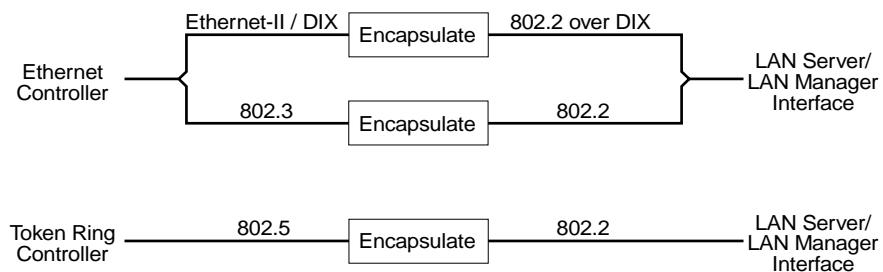 Ethernet-II / DIX
Encapsulate
802.2 over DIX
Ethernet
Controller
LAN Server/
LAN Manager
Interface
802.3
Encapsulate
802.2
Token Ring
Controller
802.5
Encapsulate
802.2
LAN Server/
LAN Manager
Interface